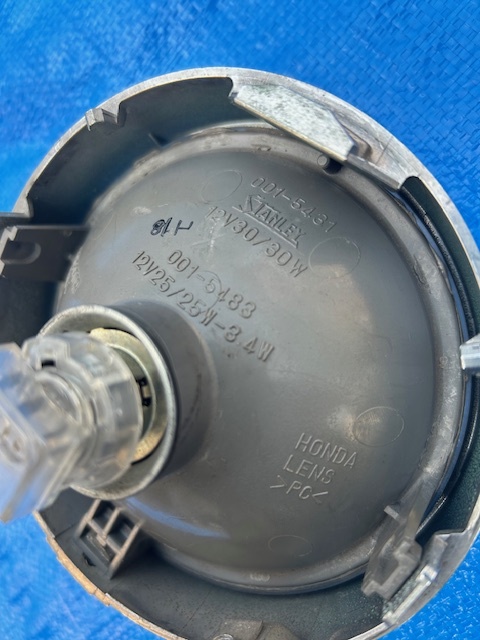 001-5431
STANLEY
12V30/30W
001-5483
12V25/25W-3.4W
HONDA
LENS
>PC<